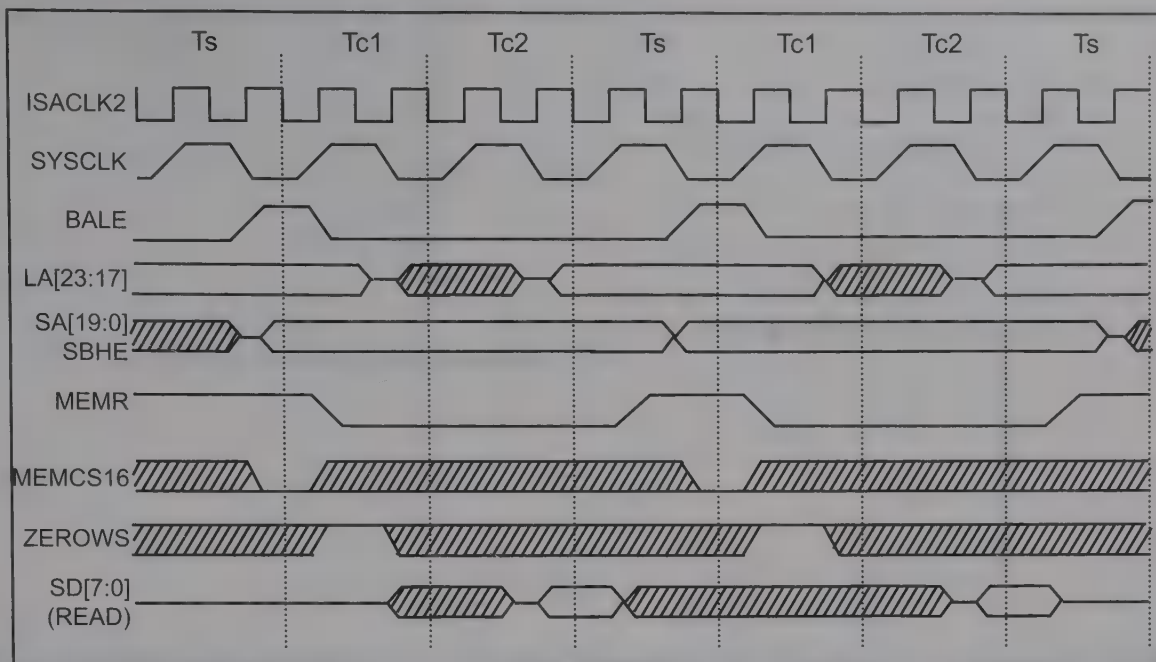 Ts Tc1 Tc2 Ts Tc1 Tc2 Ts
ISACLK2
SYSCLK
BALE
LA[23:17]
SA[19:0]
SBHE
MEMR
MEMCS16
ZEROWS
SD[7:0]
(READ)